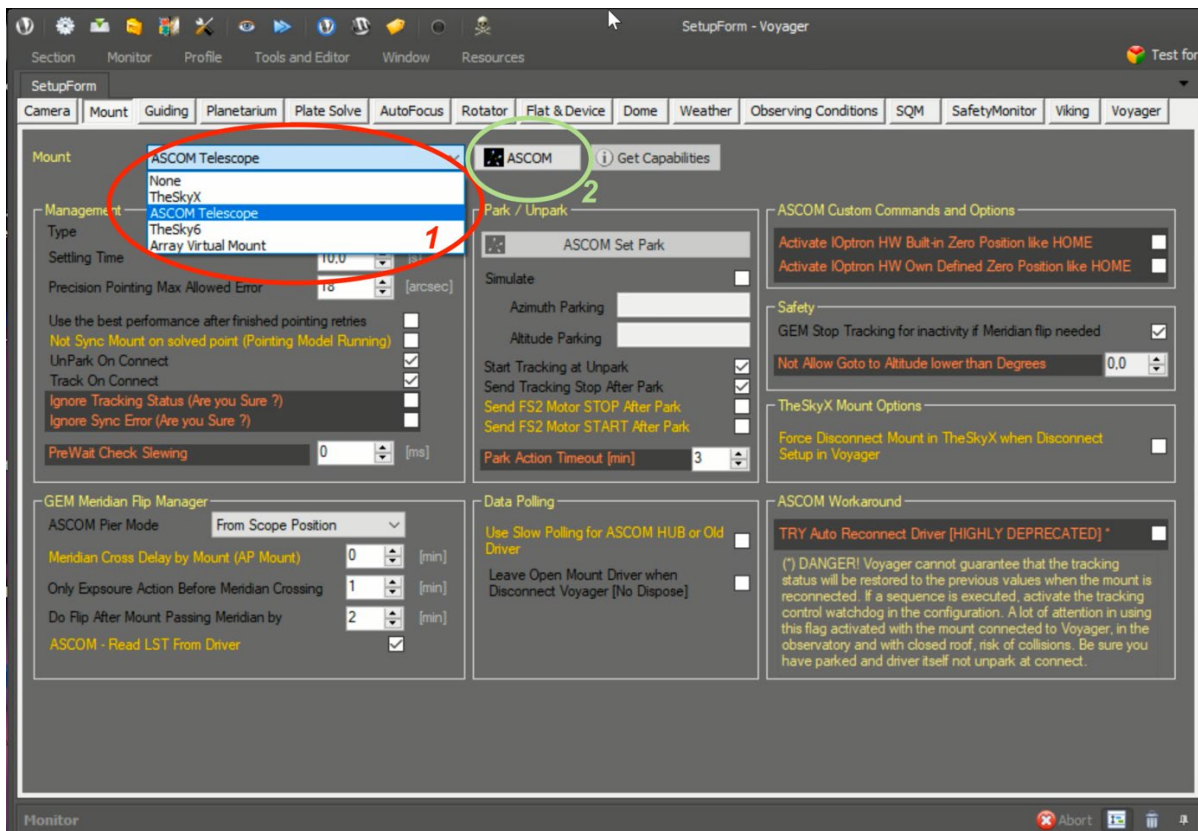 SetupForm - Voyager
Section Monitor Profile Tools and Editor Window Resources
Test for
SetupForm
Camera Mount Guiding Planetarium Plate Solve AutoFocus Rotator Flat & Device Dome Weather Observing Conditions SQM SafetyMonitor Viking Voyager
Mount
ASCOM Telescope
ASCOM
Get Capabilities
None
TheSkyX
ASCOM Telescope
TheSky6
Array Virtual Mount
1
2
Management
Type
Settling Time 10,0 [s]
Precision Pointing Max Allowed Error 18 [arcsec]
Use the best performance after finished pointing retries
Not Sync Mount on solved point (Pointing Model Running)
UnPark On Connect
Track On Connect
Ignore Tracking Status (Are you Sure ?)
Ignore Sync Error (Are you Sure ?)
PreWait Check Slewing 0 [ms]
Park / Unpark
ASCOM Set Park
Simulate
Azimuth Parking
Altitude Parking
Start Tracking at Unpark
Send Tracking Stop After Park
Send FS2 Motor STOP After Park
Send FS2 Motor START After Park
Park Action Timeout [min] 3
ASCOM Custom Commands and Options
Activate IOptron HW Built-in Zero Position like HOME
Activate IOptron HW Own Defined Zero Position like HOME
Safety
GEM Stop Tracking for inactivity if Meridian flip needed
Not Allow Goto to Altitude lower than Degrees 0,0
TheSkyX Mount Options
Force Disconnect Mount in TheSkyX when Disconnect
Setup in Voyager
GEM Meridian Flip Manager
ASCOM Pier Mode From Scope Position
Meridian Cross Delay by Mount (AP Mount) 0 [min]
Only Expsoure Action Before Meridian Crossing 1 [min]
Do Flip After Mount Passing Meridian by 2 [min]
ASCOM - Read LST From Driver
Data Polling
Use Slow Polling for ASCOM HUB or Old
Driver
Leave Open Mount Driver when
Disconnect Voyager [No Dispose]
ASCOM Workaround
TRY Auto Reconnect Driver [HIGHLY DEPRECATED] *
(*) DANGER! Voyager cannot guarantee that the tracking
status will be restored to the previous values when the mount is
reconnected. If a sequence is executed, activate the tracking
control watchdog in the configuration. A lot of attention in using
this flag activated with the mount connected to Voyager, in the
observatory and with closed roof, risk of collisions. Be sure you
have parked and driver itself not unpark at connect.
Monitor
Abort